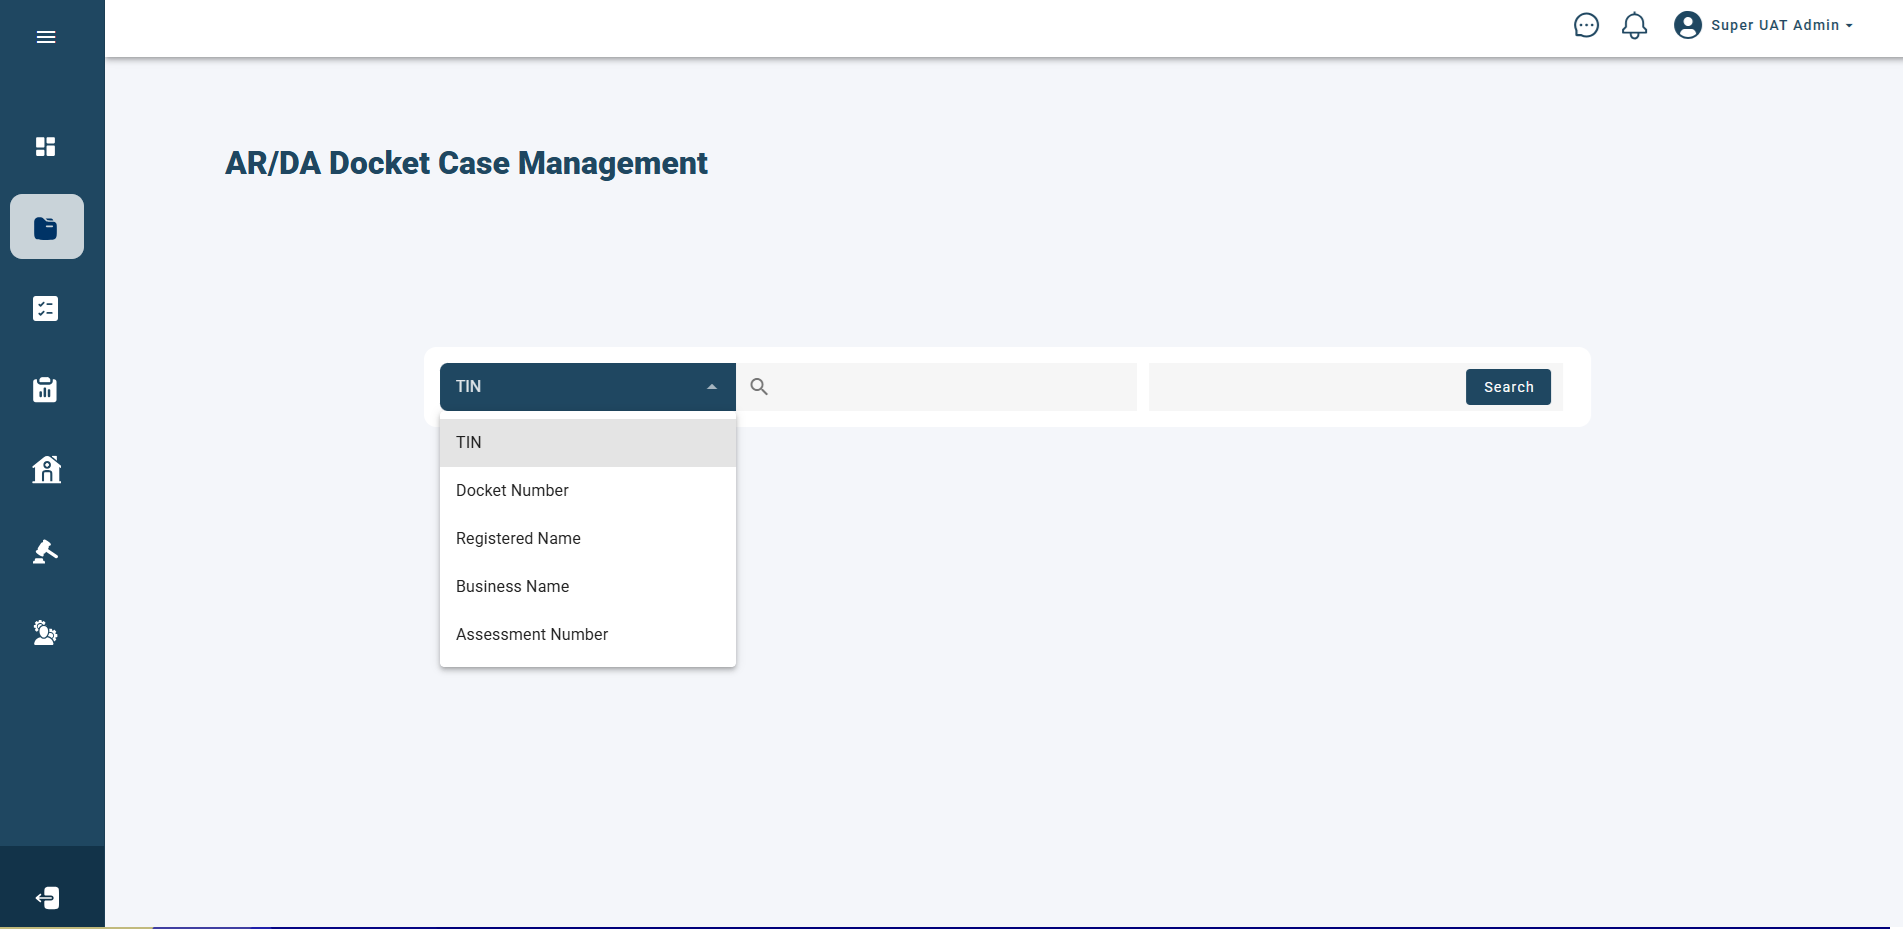 Super UAT Admin
AR/DA Docket Case Management
TIN
Search
TIN
Docket Number
Registered Name
Business Name
Assessment Number